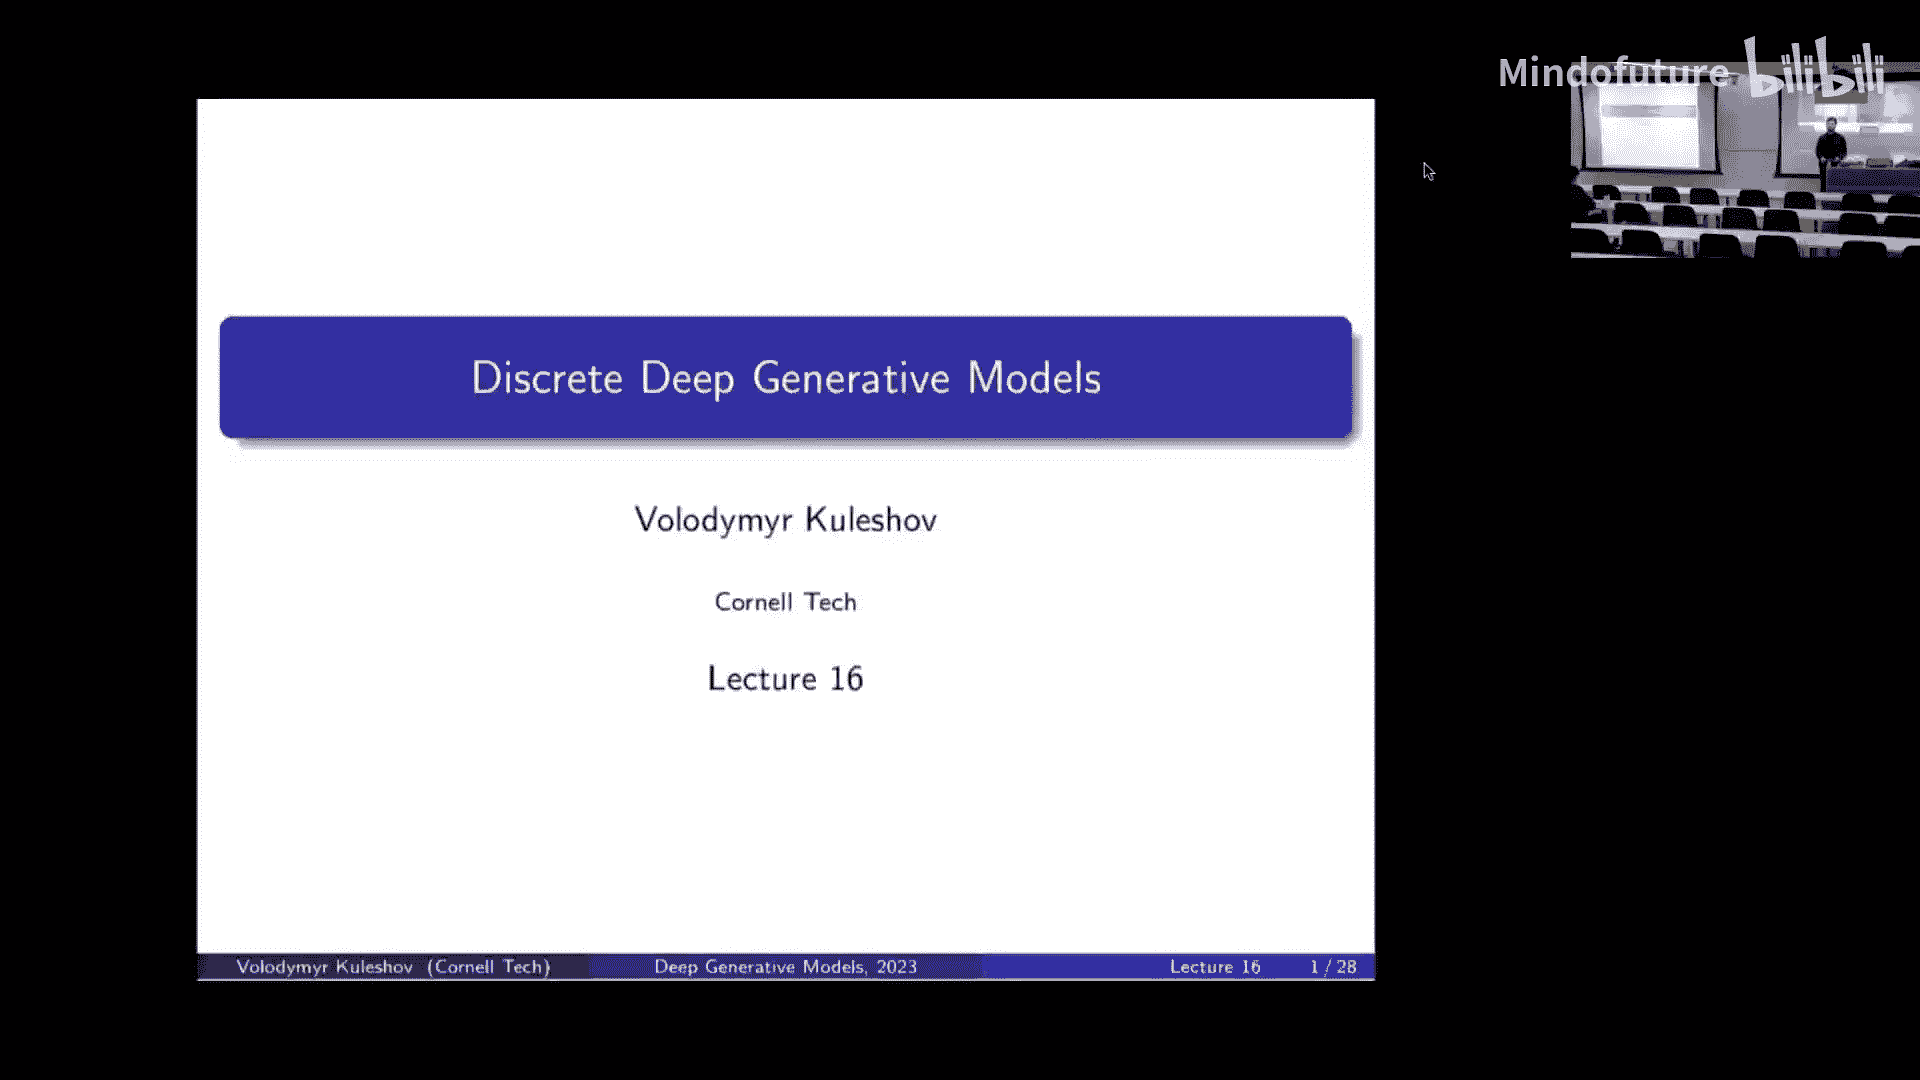 Mindofuture bilibili
Discrete Deep Generative Models
Volodymyr Kuleshov
Cornell Tech
Lecture 16
Volodymyr Kuleshov (Cornell Tech) Deep Generative Models, 2023 Lecture 16 1 / 28